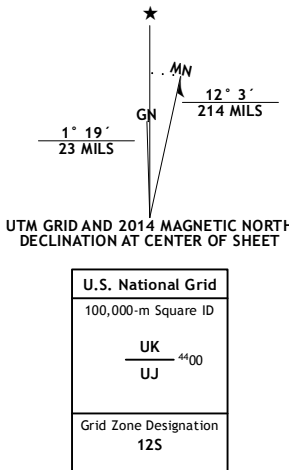 MN
12° 3´
214 MILS
GN
1° 19´
23 MILS
UTM GRID AND 2014 MAGNETIC NORTH
DECLINATION AT CENTER OF SHEET
U.S. National Grid
100,000-m Square ID
UK
4400
UJ
Grid Zone Designation
12S